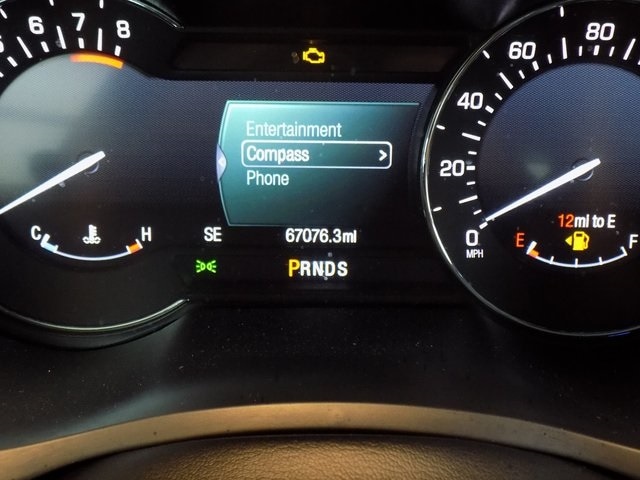 6 7 8
60 80
40
20
0
MPH
Entertainment
Compass >
Phone
C H
SE 67076.3mi
12mi to E
E F
PRNDS